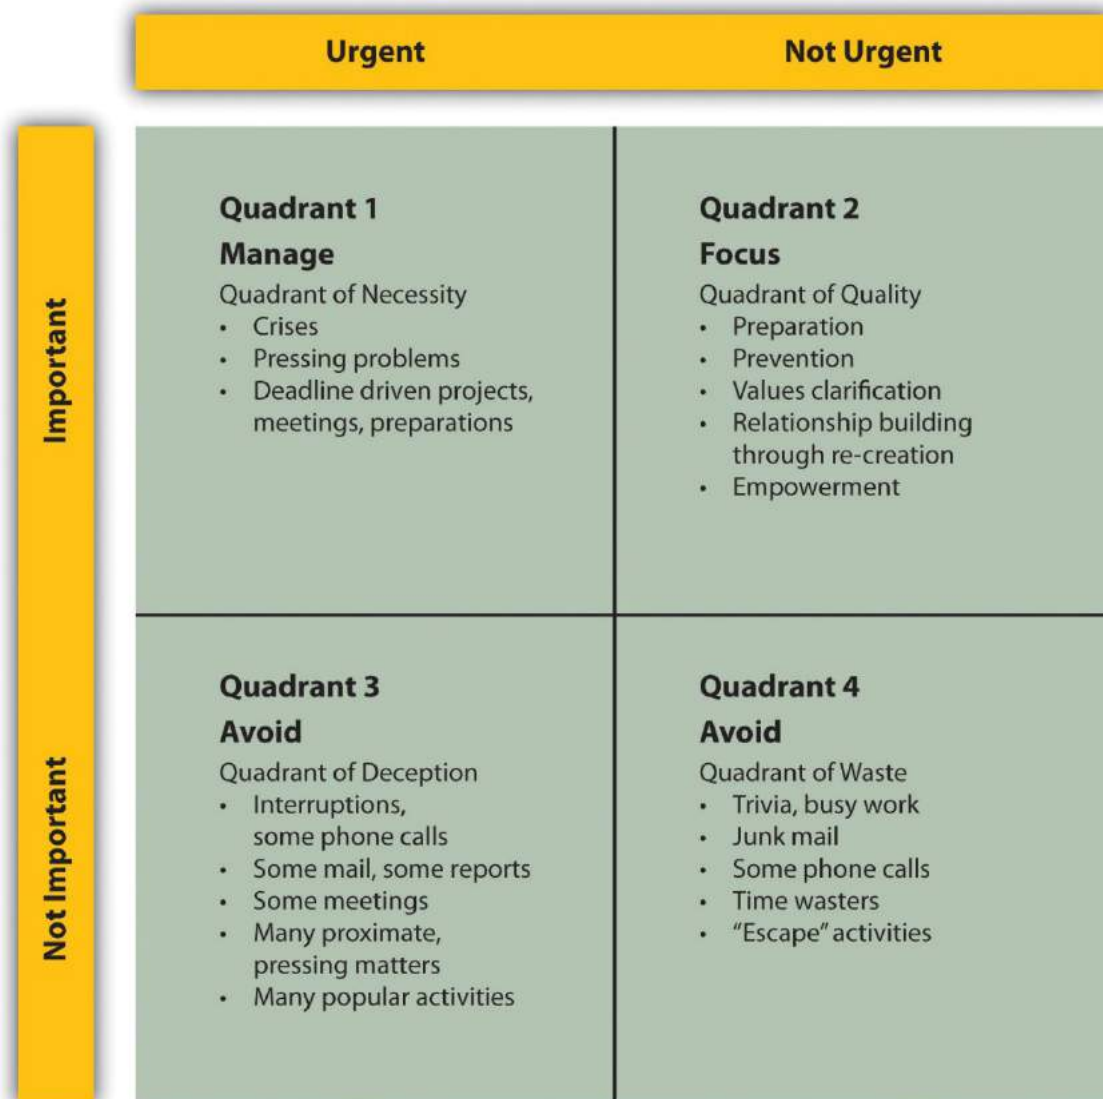 Urgent
Not Urgent
Important
Quadrant 1
Manage
Quadrant of Necessity
• Crises
• Pressing problems
• Deadline driven projects,
meetings, preparations
Quadrant 2
Focus
Quadrant of Quality
• Preparation
• Prevention
• Values clarification
• Relationship building
through re-creation
• Empowerment
Not Important
Quadrant 3
Avoid
Quadrant of Deception
• Interruptions,
some phone calls
• Some mail, some reports
• Some meetings
• Many proximate,
pressing matters
• Many popular activities
Quadrant 4
Avoid
Quadrant of Waste
• Trivia, busy work
• Junk mail
• Some phone calls
• Time wasters
• “Escape” activities